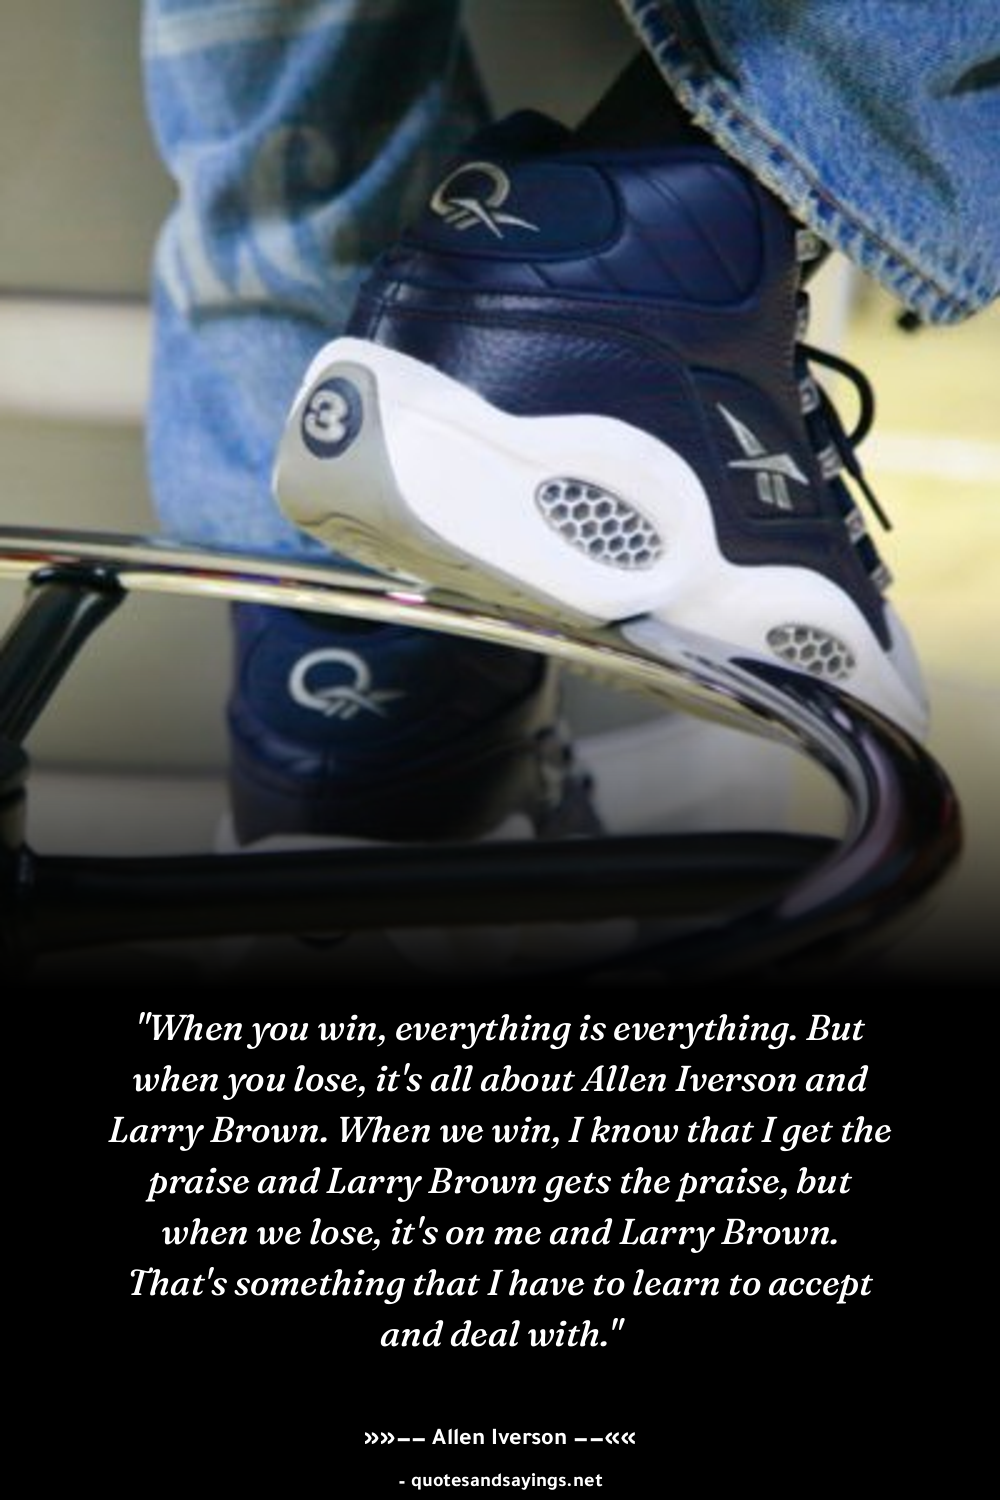 3
"When you win, everything is everything. But
when you lose, it's all about Allen Iverson and
Larry Brown. When we win, I know that I get the
praise and Larry Brown gets the praise, but
when we lose, it's on me and Larry Brown.
That's something that I have to learn to accept
and deal with."
»»−− Allen Iverson −−««
- quotesandsayings.net